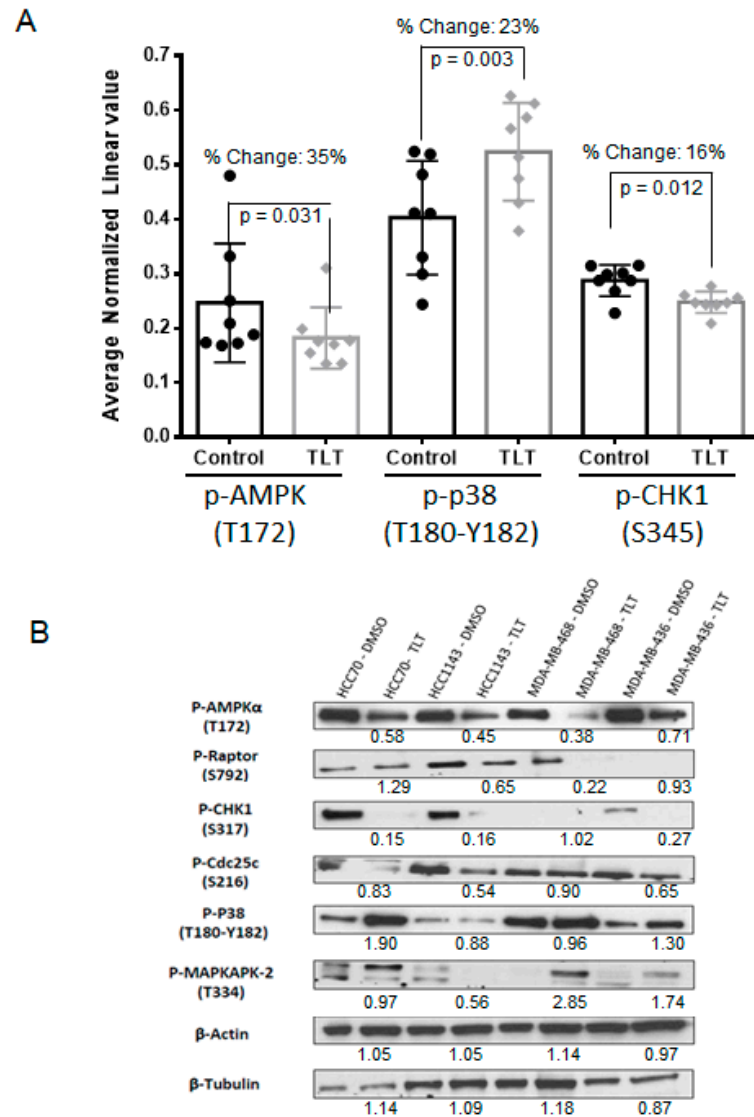 A
% Change: 23%
p = 0.003
% Change: 35%
p = 0.031
% Change: 16%
p = 0.012
Average Normalized Linear value
0.7
0.6
0.5
0.4
0.3
0.2
0.1
0.0
Control TLT Control TLT Control TLT
p-AMPK p-p38 p-CHK1
(T172) (T180-Y182) (S345)
B
HCC70 - DMSO
HCC70- TLT
HCC1143 - DMSO
HCC1143 - TLT
MDA-MB-468 - DMSO
MDA-MB-468 - TLT
MDA-MB-436 - DMSO
MDA-MB-436 - TLT
P-AMPKα
(T172)
0.58 0.45 0.38 0.71
P-Raptor
(S792)
1.29 0.65 0.22 0.93
P-CHK1
(S317)
0.15 0.16 1.02 0.27
P-Cdc25c
(S216)
0.83 0.54 0.90 0.65
P-P38
(T180-Y182)
1.90 0.88 0.96 1.30
P-MAPKAPK-2
(T334)
0.97 0.56 2.85 1.74
β-Actin
1.05 1.05 1.14 0.97
β-Tubulin
1.14 1.09 1.18 0.87